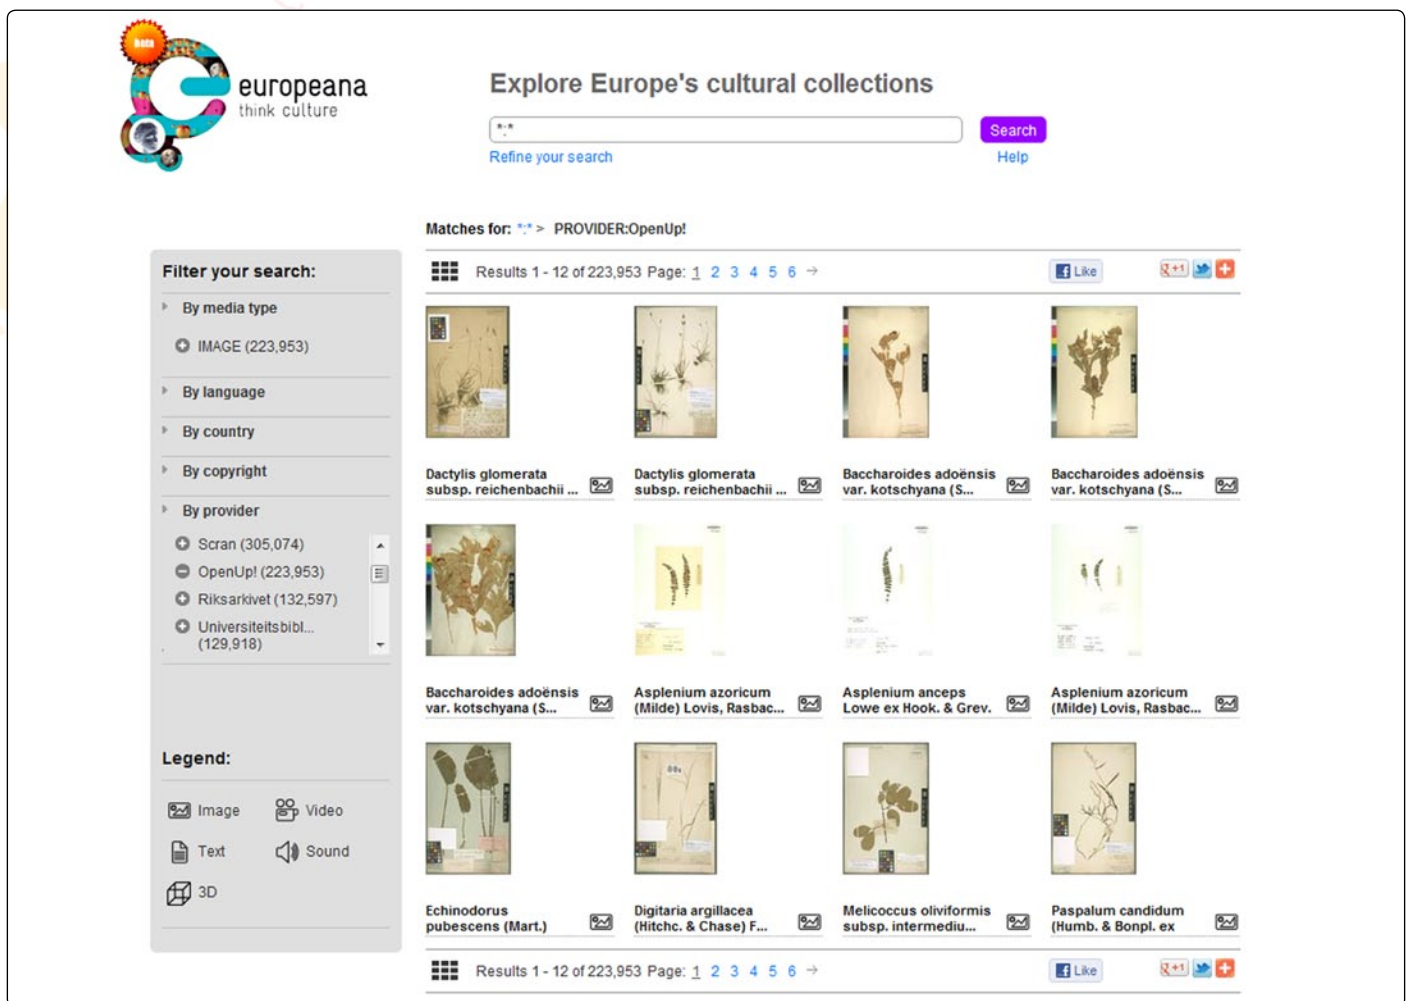 beta
europeana
think culture
Explore Europe's cultural collections
*:*
Search
Refine your search
Help
Matches for: *:* > PROVIDER:OpenUp!
Filter your search:
By media type
IMAGE (223,953)
By language
By country
By copyright
By provider
Scran (305,074)
OpenUp! (223,953)
Riksarkivet (132,597)
Universiteitsbibl...
(129,918)
Legend:
Image
Video
Text
Sound
3D
Results 1 - 12 of 223,953 Page: 1 2 3 4 5 6 →
Like
+1
Dactylis glomerata
subsp. reichenbachii ...
Dactylis glomerata
subsp. reichenbachii ...
Baccharoides adoënsis
var. kotschyana (S...
Baccharoides adoënsis
var. kotschyana (S...
Baccharoides adoënsis
var. kotschyana (S...
Asplenium azoricum
(Milde) Lovis, Rasbac...
Asplenium anceps
Lowe ex Hook. & Grev.
Asplenium azoricum
(Milde) Lovis, Rasbac...
Echinodorus
pubescens (Mart.)
Digitaria argillacea
(Hitchc. & Chase) F...
Melicoccus oliviformis
subsp. intermediu...
Paspalum candidum
(Humb. & Bonpl. ex
Results 1 - 12 of 223,953 Page: 1 2 3 4 5 6 →
Like
+1